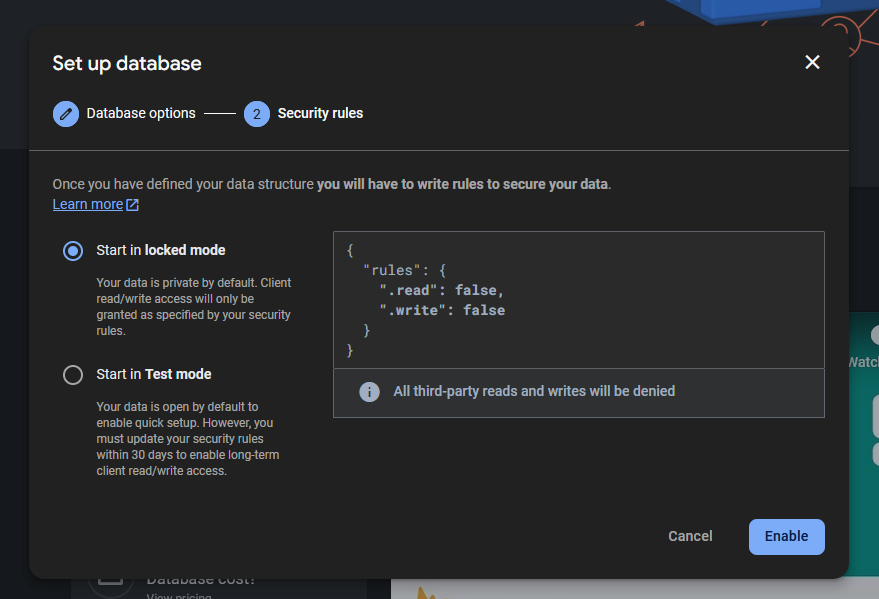 Set up database
Database options
2 Security rules
Once you have defined your data structure you will have to write rules to secure your data.
Learn more
Start in locked mode
Your data is private by default. Client
read/write access will only be
granted as specified by your security
rules.
Start in Test mode
Your data is open by default to
enable quick setup. However, you
must update your security rules
within 30 days to enable long-term
client read/write access.
{
"rules": {
".read": false,
".write": false
}
}
All third-party reads and writes will be denied
Cancel
Enable
Database cost?
View pricing